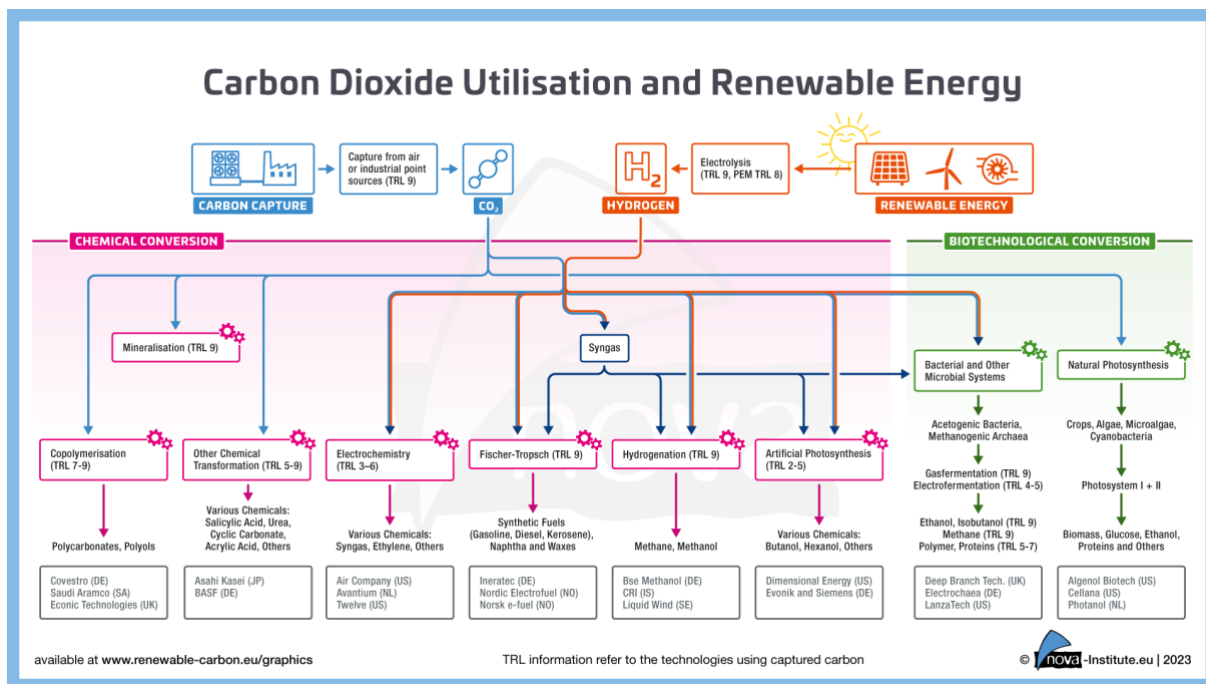 Carbon Dioxide Utilisation and Renewable Energy
Capture from air
or industrial point
sources (TRL 9)
CARBON CAPTURE
CO₂
H₂
HYDROGEN
Electrolysis
(TRL 9, PEM TRL 8)
RENEWABLE ENERGY
CHEMICAL CONVERSION
BIOTECHNOLOGICAL CONVERSION
Mineralisation (TRL 9)
Syngas
Bacterial and Other
Microbial Systems
Natural Photosynthesis
Acetogenic Bacteria,
Methanogenic Archaea
Crops, Algae, Microalgae,
Cyanobacteria
Copolymerisation
(TRL 7-9)
Other Chemical
Transformation (TRL 5-9)
Electrochemistry
(TRL 3–6)
Fischer-Tropsch (TRL 9)
Hydrogenation (TRL 9)
Artificial Photosynthesis
(TRL 2-5)
Gasfermentation (TRL 9)
Electrofermentation (TRL 4-5)
Photosystem I + II
Polycarbonates, Polyols
Various Chemicals:
Salicylic Acid, Urea,
Cyclic Carbonate,
Acrylic Acid, Others
Various Chemicals:
Syngas, Ethylene, Others
Synthetic Fuels
(Gasoline, Diesel, Kerosene),
Naphtha and Waxes
Methane, Methanol
Various Chemicals:
Butanol, Hexanol, Others
Ethanol, Isobutanol (TRL 9)
Methane (TRL 9)
Polymer, Proteins (TRL 5-7)
Biomass, Glucose, Ethanol,
Proteins and Others
Covestro (DE)
Saudi Aramco (SA)
Econic Technologies (UK)
Asahi Kasei (JP)
BASF (DE)
Air Company (US)
Avantium (NL)
Twelve (US)
Ineratec (DE)
Nordic Electrofuel (NO)
Norsk e-fuel (NO)
Bse Methanol (DE)
CRI (IS)
Liquid Wind (SE)
Dimensional Energy (US)
Evonik and Siemens (DE)
Deep Branch Tech. (UK)
Electrochaea (DE)
LanzaTech (US)
Algenol Biotech (US)
Cellana (US)
Photanol (NL)
nova
available at www.renewable-carbon.eu/graphics
TRL information refer to the technologies using captured carbon
© nova-Institute.eu | 2023